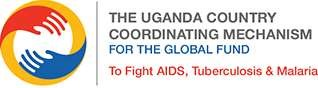 THE UGANDA COUNTRY
COORDINATING MECHANISM
FOR THE GLOBAL FUND
To Fight AIDS, Tuberculosis & Malaria